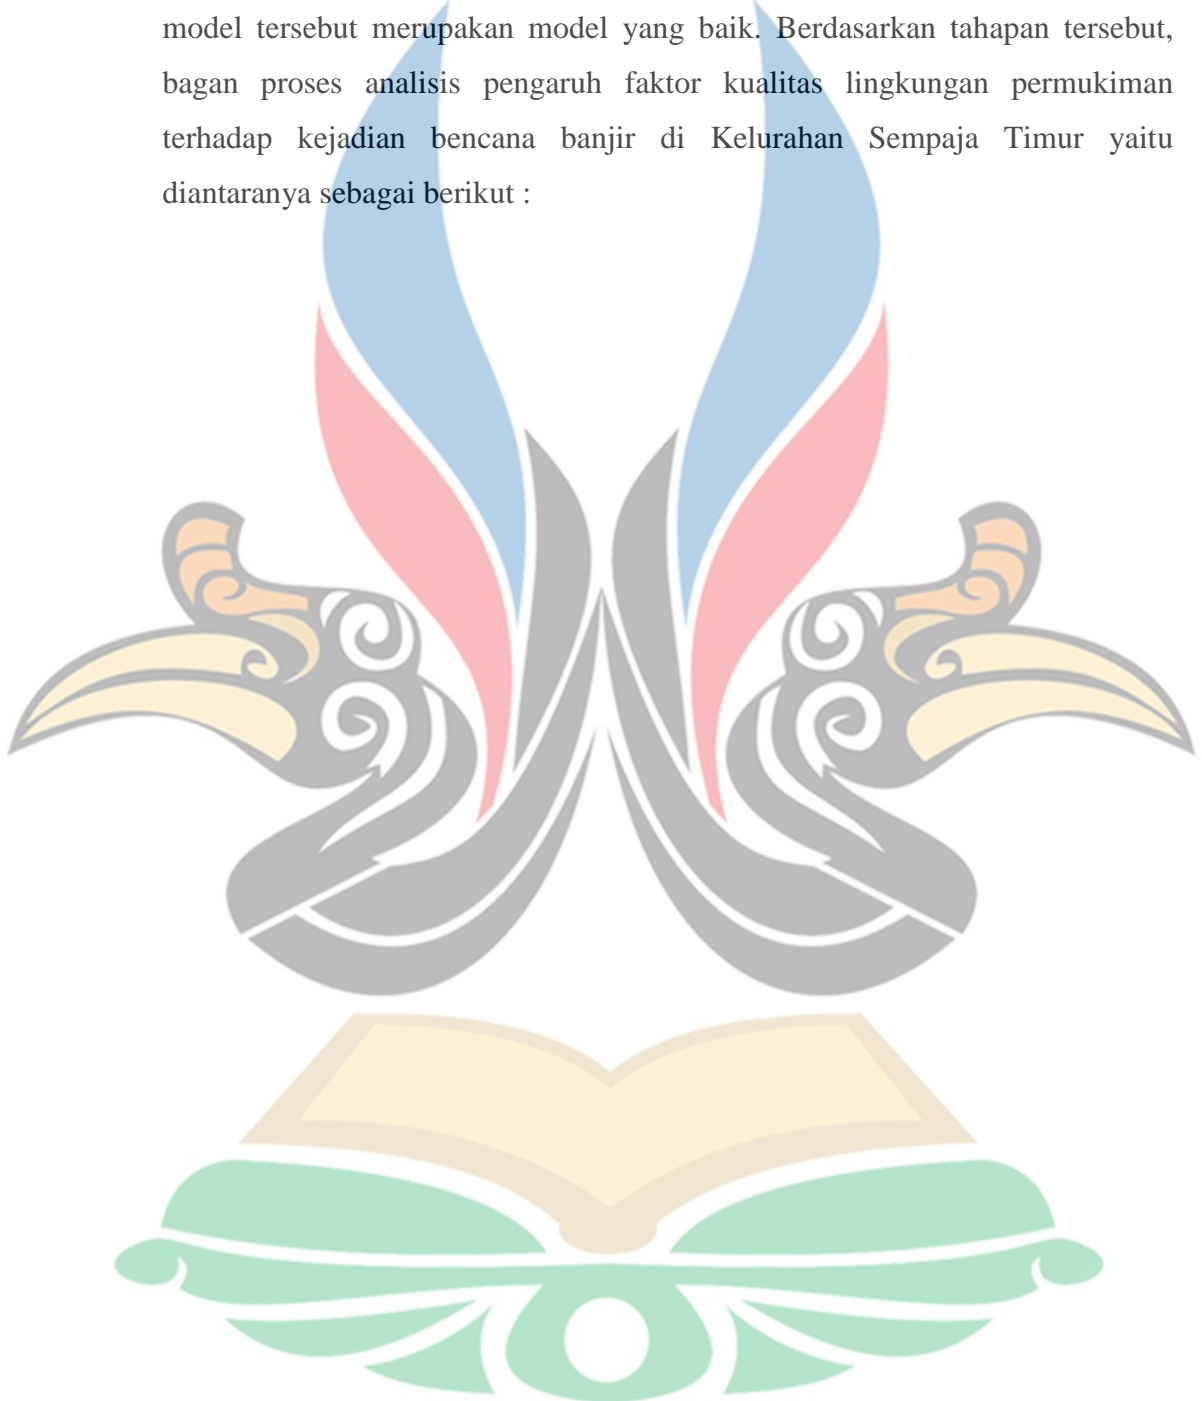 model tersebut merupakan model yang baik. Berdasarkan tahapan tersebut,
bagan proses analisis pengaruh faktor kualitas lingkungan permukiman
terhadap kejadian bencana banjir di Kelurahan Sempaja Timur yaitu
diantaranya sebagai berikut :